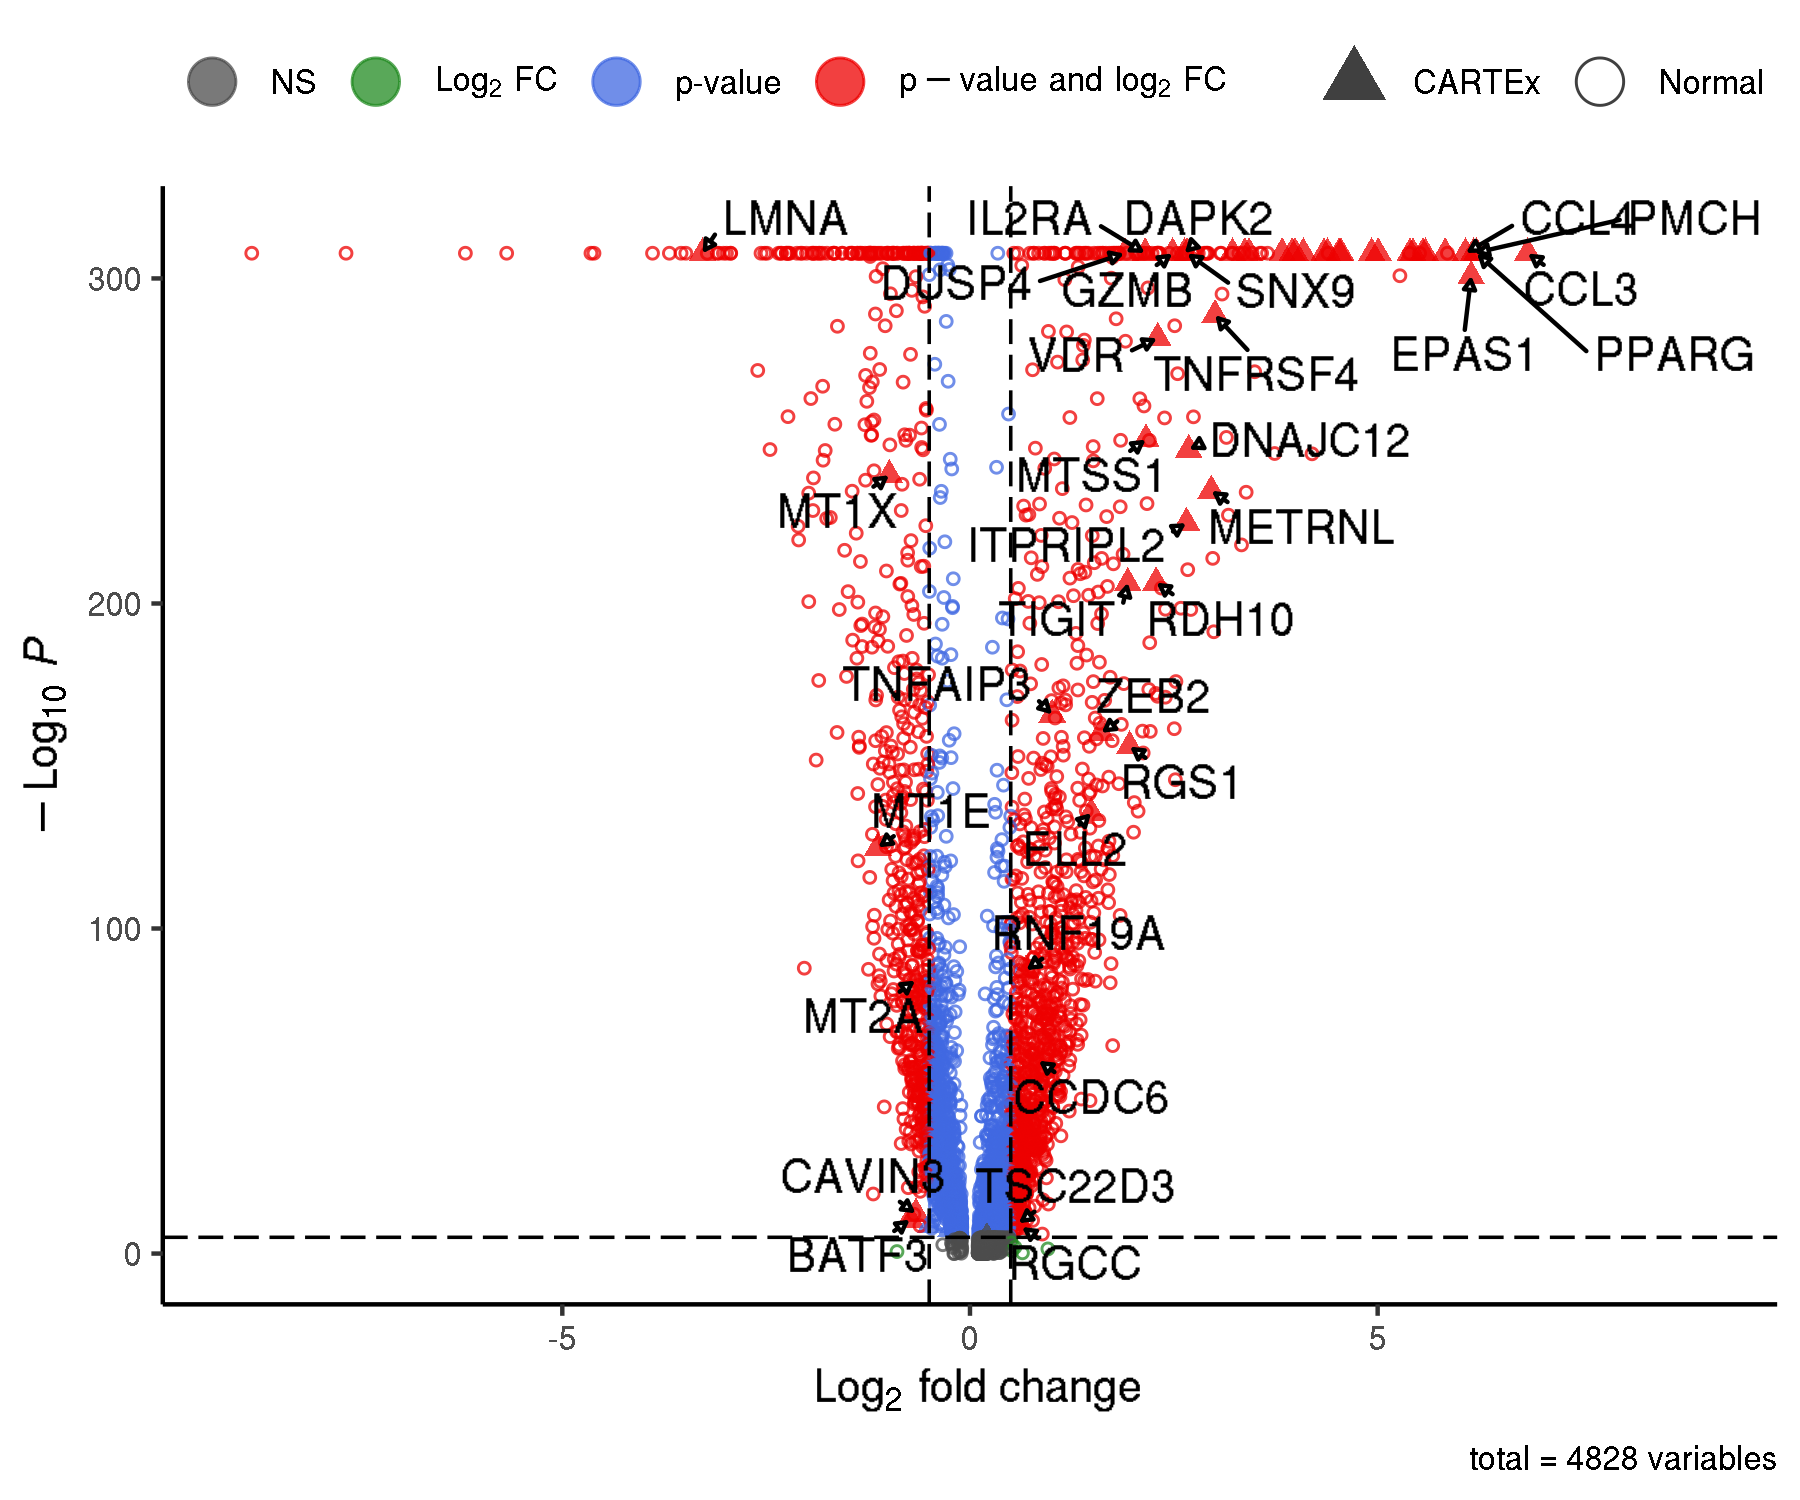 NS Log2 FC p-value p – value and log2 FC CARTEx Normal
LMNA IL2RA DAPK2 CCL4 PMCH
DUSP4 GZMB SNX9 CCL3
VDR TNFRSF4 EPAS1 PPARG
DNAJC12
MTSS1
MT1X METRNL
ITPRIPL2
TIGIT RDH10
TNFAIP3 ZEB2
RGS1
MT1E
ELL2
RNF19A
MT2A
CCDC6
CAVIN3 TSC22D3
BATF3 RGCC
300
200
100
0
– Log10 P
-5 0 5
Log2 fold change
total = 4828 variables